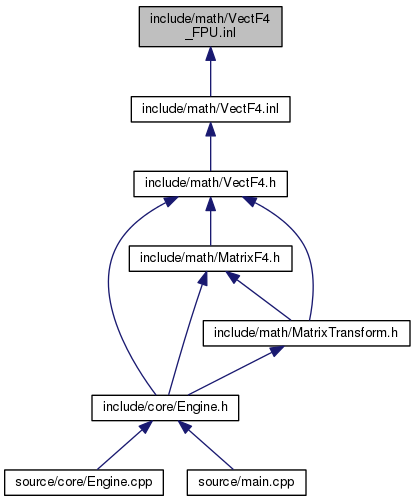 include/math/VectF4
_FPU.inl
include/math/VectF4.inl
include/math/VectF4.h
include/math/MatrixF4.h
include/math/MatrixTransform.h
include/core/Engine.h
source/core/Engine.cpp
source/main.cpp